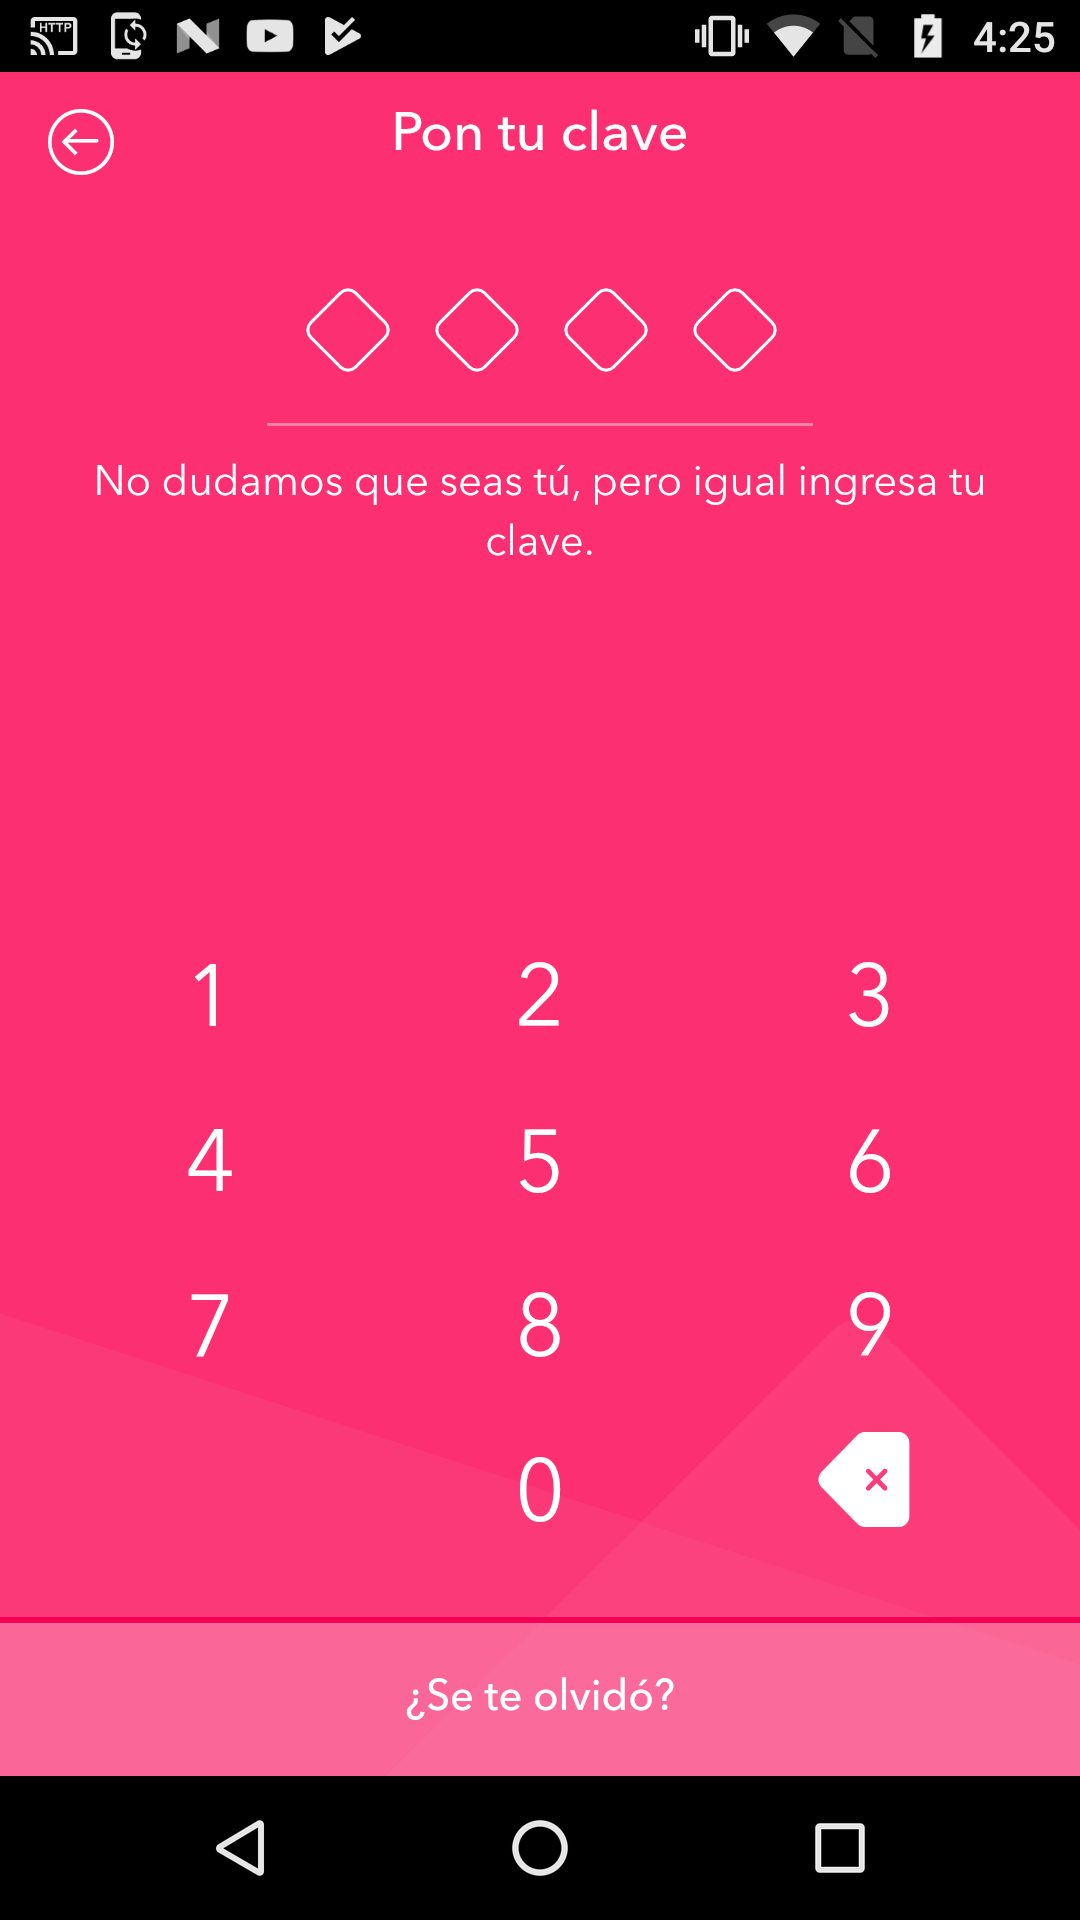 HTTP
4:25
Pon tu clave
No dudamos que seas tú, pero igual ingresa tu
clave.
1 2 3
4 5 6
7 8 9
0
¿Se te olvidó?